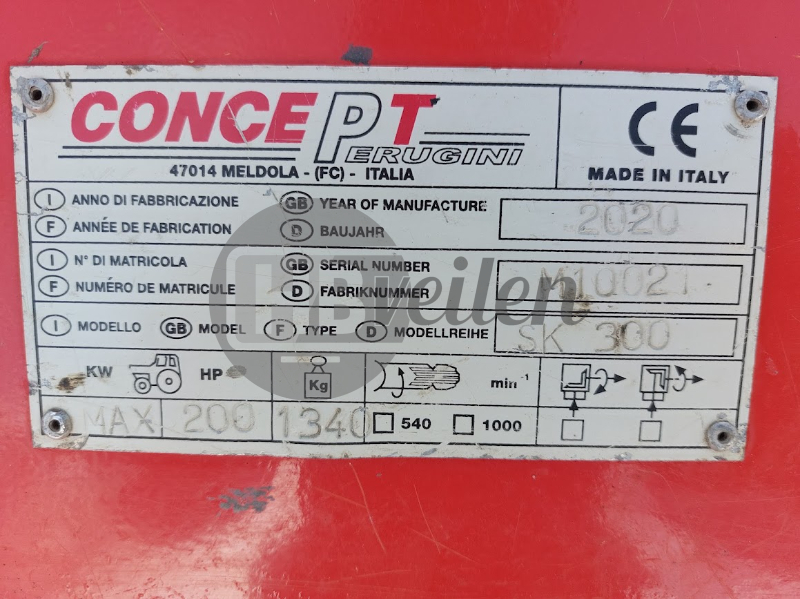 CONCEPT
PERUGINI
47014 MELDOLA - (FC) - ITALIA
CE
MADE IN ITALY
I ANNO DI FABBRICAZIONE GB YEAR OF MANUFACTURE 2020
F ANNÉE DE FABRICATION D BAUJAHR
I N° DI MATRICOLA GB SERIAL NUMBER M10021
F NUMÉRO DE MATRICULE D FABRIKNUMMER
I MODELLO GB MODEL F TYPE D MODELLREIHE SK 300
KW HP Kg min-1
MAX 200 1340 540 1000
veilen